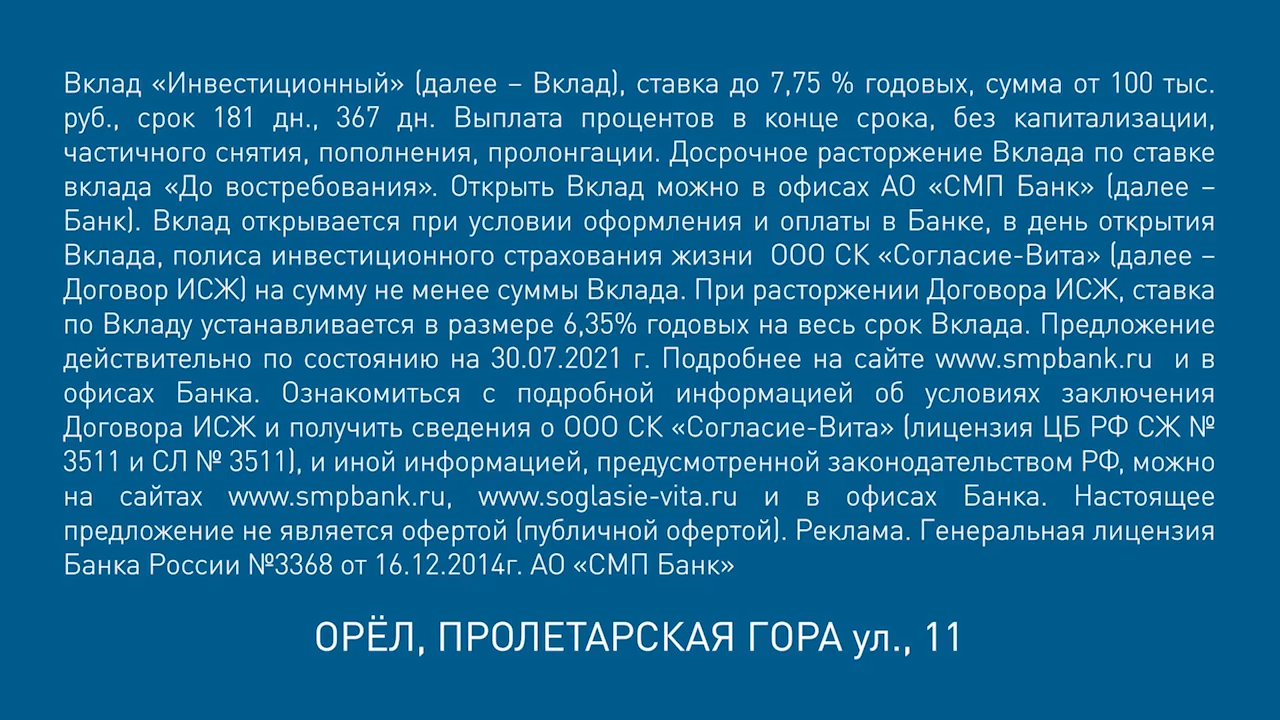 Вклад «Инвестиционный» (далее – Вклад), ставка до 7,75 % годовых, сумма от 100 тыс.
руб., срок 181 дн., 367 дн. Выплата процентов в конце срока, без капитализации,
частичного снятия, пополнения, пролонгации. Досрочное расторжение Вклада по ставке
вклада «До востребования». Открыть Вклад можно в офисах АО «СМП Банк» (далее –
Банк). Вклад открывается при условии оформления и оплаты в Банке, в день открытия
Вклада, полиса инвестиционного страхования жизни ООО СК «Согласие-Вита» (далее –
Договор ИСЖ) на сумму не менее суммы Вклада. При расторжении Договора ИСЖ, ставка
по Вкладу устанавливается в размере 6,35% годовых на весь срок Вклада. Предложение
действительно по состоянию на 30.07.2021 г. Подробнее на сайте www.smpbank.ru и в
офисах Банка. Ознакомиться с подробной информацией об условиях заключения
Договора ИСЖ и получить сведения о ООО СК «Согласие-Вита» (лицензия ЦБ РФ СЖ №
3511 и СЛ № 3511), и иной информацией, предусмотренной законодательством РФ, можно
на сайтах www.smpbank.ru, www.soglasie-vita.ru и в офисах Банка. Настоящее
предложение не является офертой (публичной офертой). Реклама. Генеральная лицензия
Банка России №3368 от 16.12.2014г. АО «СМП Банк»
ОРЁЛ, ПРОЛЕТАРСКАЯ ГОРА ул., 11